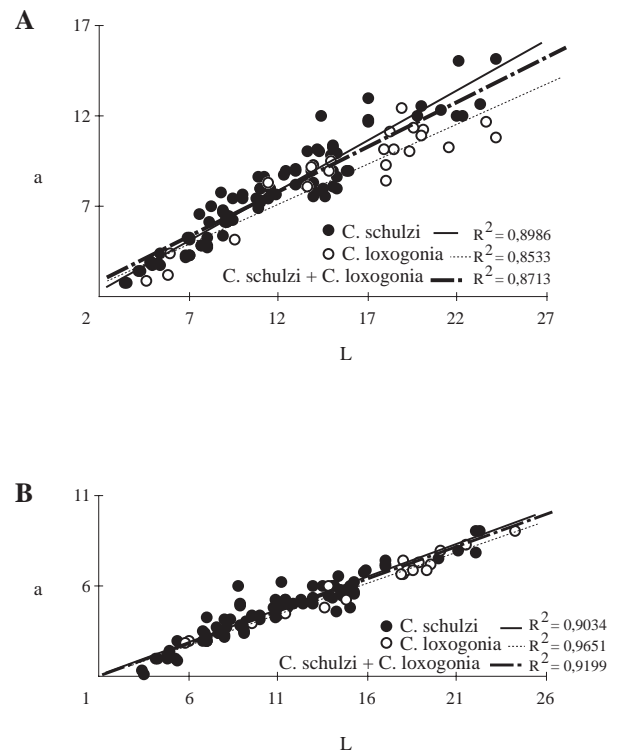 A
17
12
a
7
C. schulzi R2 = 0,8986
C. loxogonia R2 = 0,8533
C. schulzi + C. loxogonia R2 = 0,8713
2 7 12 17 22 27
L
B
11
a
6
C. schulzi R2 = 0,9034
C. loxogonia R2 = 0,9651
C. schulzi + C. loxogonia R2 = 0,9199
1 6 11 16 21 26
L